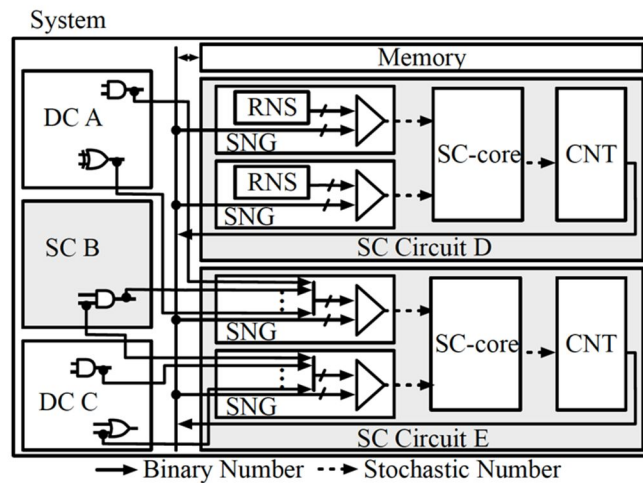 System
Memory
DC A
RNS
SNG
RNS
SNG
SC-core
CNT
SC Circuit D
SC B
DC C
SNG
SNG
SC-core
CNT
SC Circuit E
Binary Number
Stochastic Number